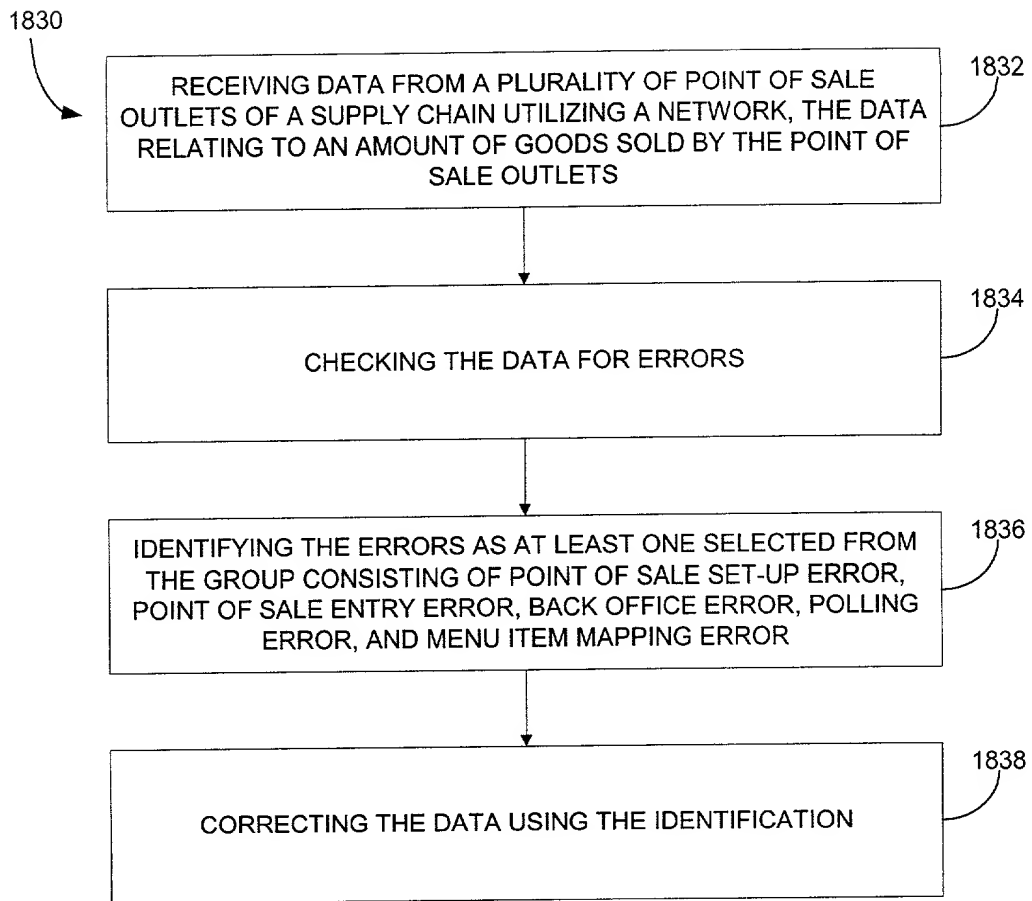 1830
RECEIVING DATA FROM A PLURALITY OF POINT OF SALE
OUTLETS OF A SUPPLY CHAIN UTILIZING A NETWORK, THE DATA
RELATING TO AN AMOUNT OF GOODS SOLD BY THE POINT OF
SALE OUTLETS
1832
CHECKING THE DATA FOR ERRORS
1834
IDENTIFYING THE ERRORS AS AT LEAST ONE SELECTED FROM
THE GROUP CONSISTING OF POINT OF SALE SET-UP ERROR,
POINT OF SALE ENTRY ERROR, BACK OFFICE ERROR, POLLING
ERROR, AND MENU ITEM MAPPING ERROR
1836
CORRECTING THE DATA USING THE IDENTIFICATION
1838